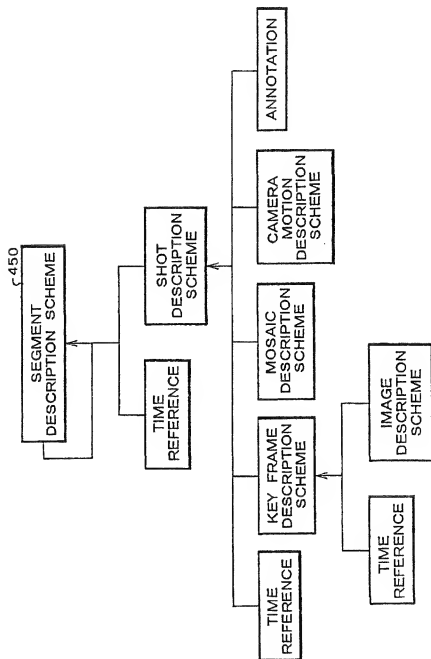 450
SEGMENT
DESCRIPTION SCHEME
TIME
REFERENCE
SHOT
DESCRIPTION
SCHEME
TIME
REFERENCE
KEY FRAME
DESCRIPTION
SCHEME
MOSAIC
DESCRIPTION
SCHEME
CAMERA
MOTION
DESCRIPTION
SCHEME
ANNOTATION
TIME
REFERENCE
IMAGE
DESCRIPTION
SCHEME